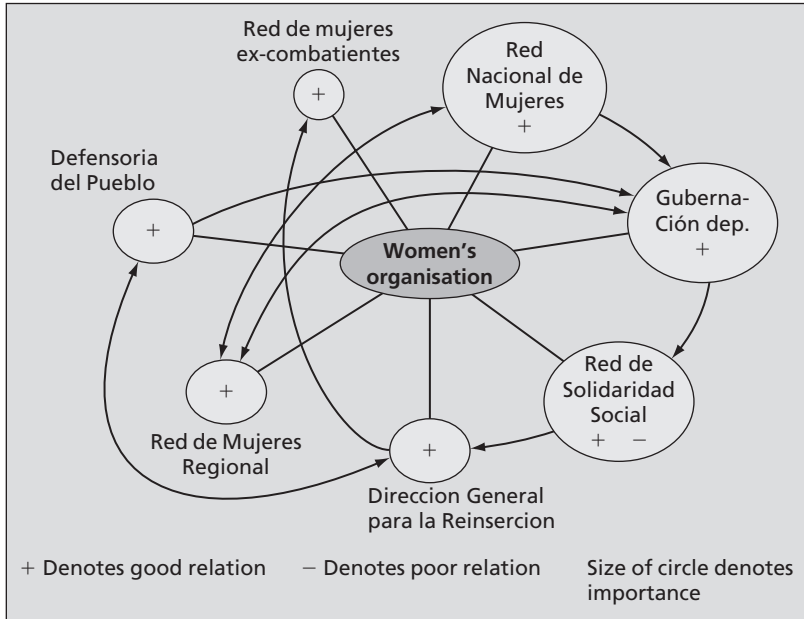 Red de mujeres
ex-combatientes
+
Red
Nacional de
Mujeres
+
Defensoria
del Pueblo
+
Guberna-
Ción dep.
+
Women's
organisation
+
Red de Mujeres
Regional
Red de
Solidaridad
Social
+ −
+
Direccion General
para la Reinsercion
+ Denotes good relation − Denotes poor relation Size of circle denotes
importance